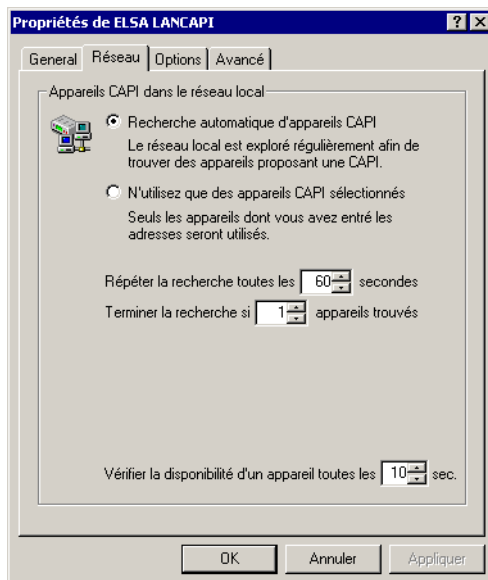 Propriétés de ELSA LANCAPI
General Réseau Options Avancé
Appareils CAPI dans le réseau local
Recherche automatique d'appareils CAPI
Le réseau local est exploré régulièrement afin de
trouver des appareils proposant une CAPI.
N'utilisez que des appareils CAPI sélectionnés
Seuls les appareils dont vous avez entré les
adresses seront utilisés.
Répéter la recherche toutes les 60 secondes
Terminer la recherche si 1 appareils trouvés
Vérifier la disponibilité d'un appareil toutes les 10 sec.
OK Annuler Appliquer